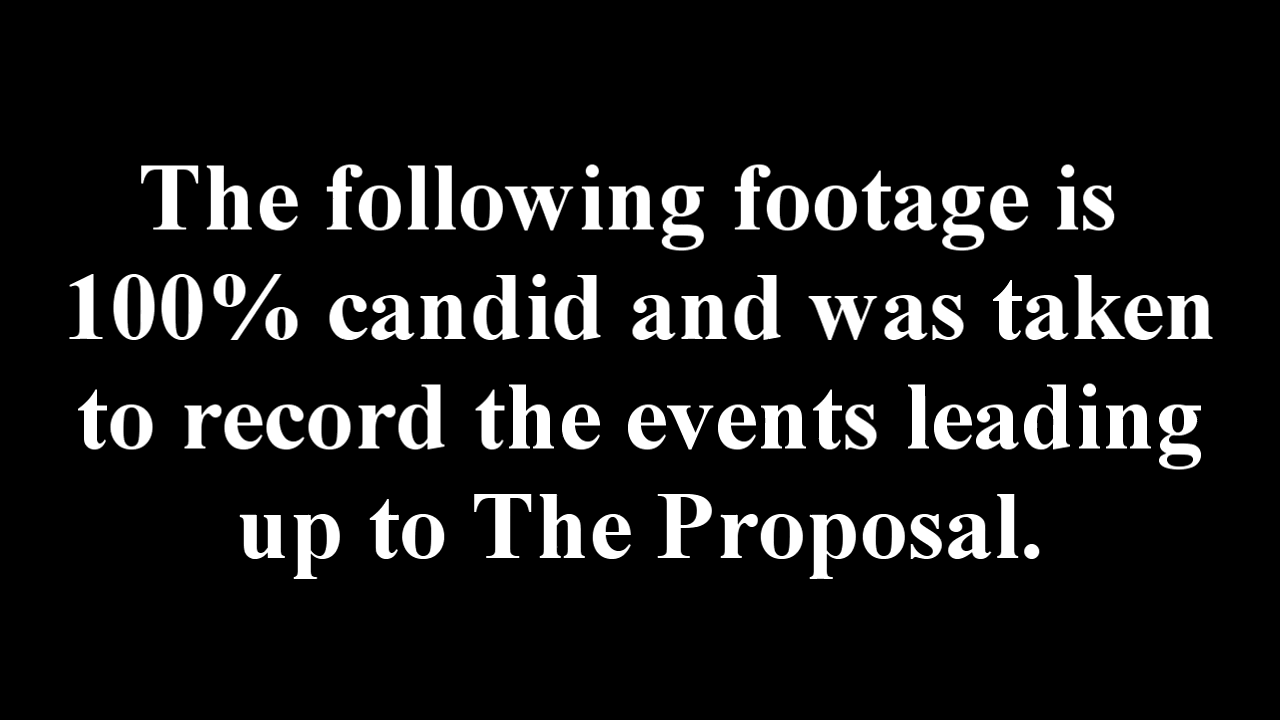 The following footage is
100% candid and was taken
to record the events leading
up to The Proposal.